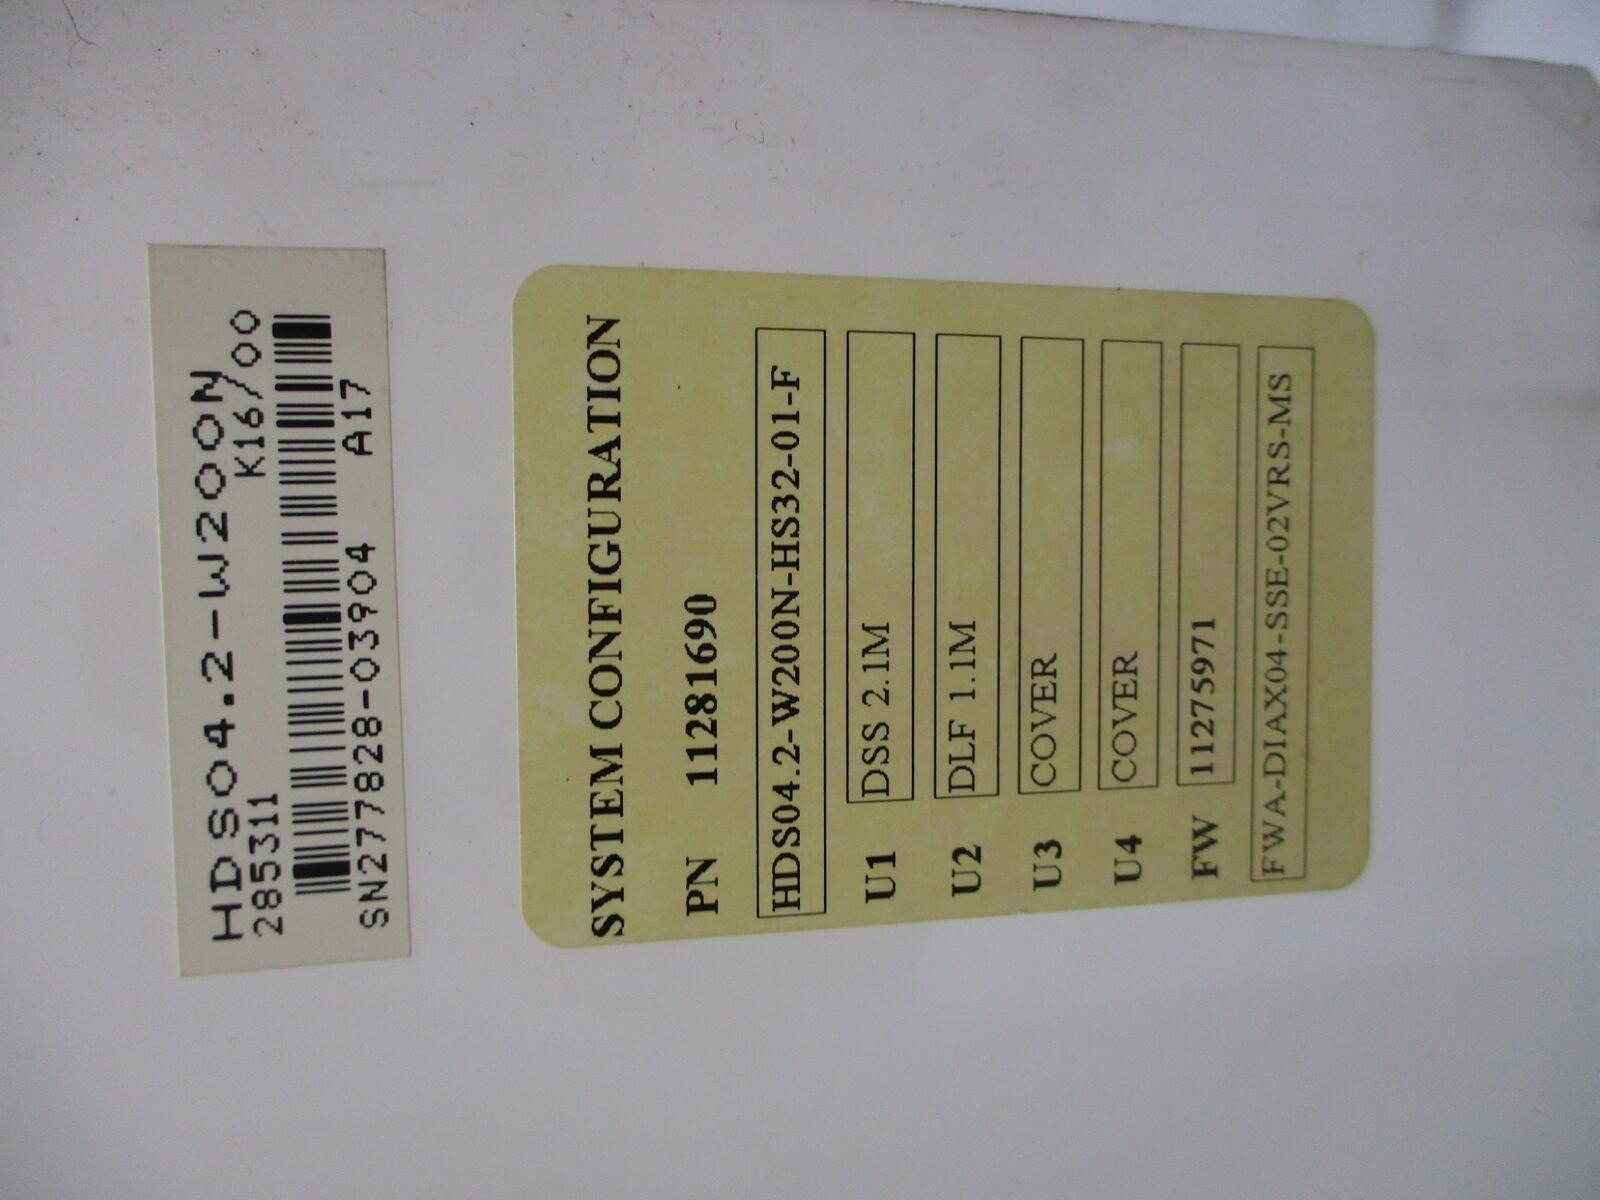 HDS04.2-W200N
285311 K16/00
SN277828-03904 A17
SYSTEM CONFIGURATION
PN 11281690
HDS04.2-W200N-HS32-01-F
U1 DSS 2.1M
U2 DLF 1.1M
U3 COVER
U4 COVER
FW 11275971
FWA-DIAX04-SSE-02VRS-MS